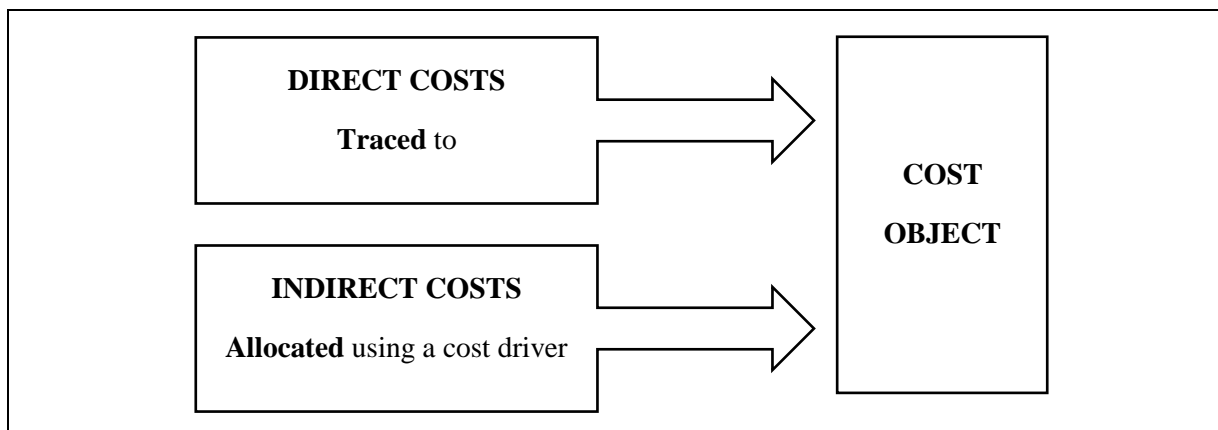 DIRECT COSTS
Traced to
INDIRECT COSTS
Allocated using a cost driver
COST
OBJECT